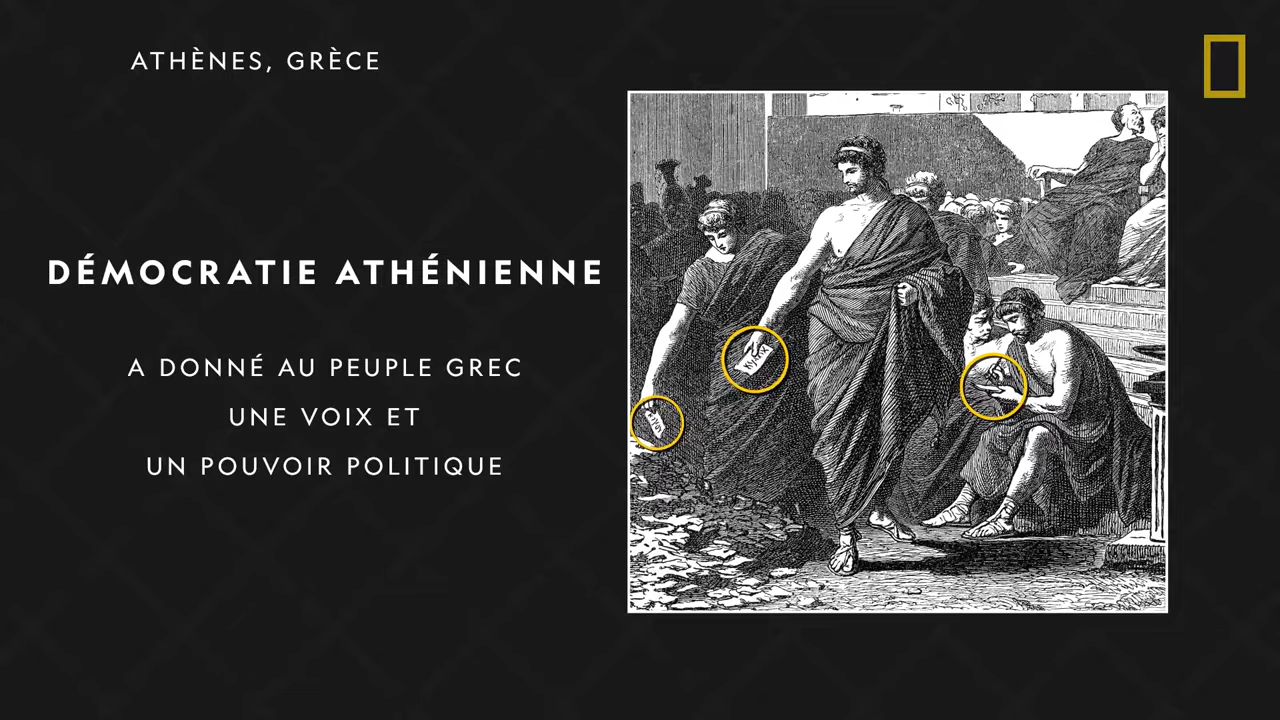 ATHÈNES, GRÈCE
DÉMOCRATIE ATHÉNIENNE
A DONNÉ AU PEUPLE GREC
UNE VOIX ET
UN POUVOIR POLITIQUE